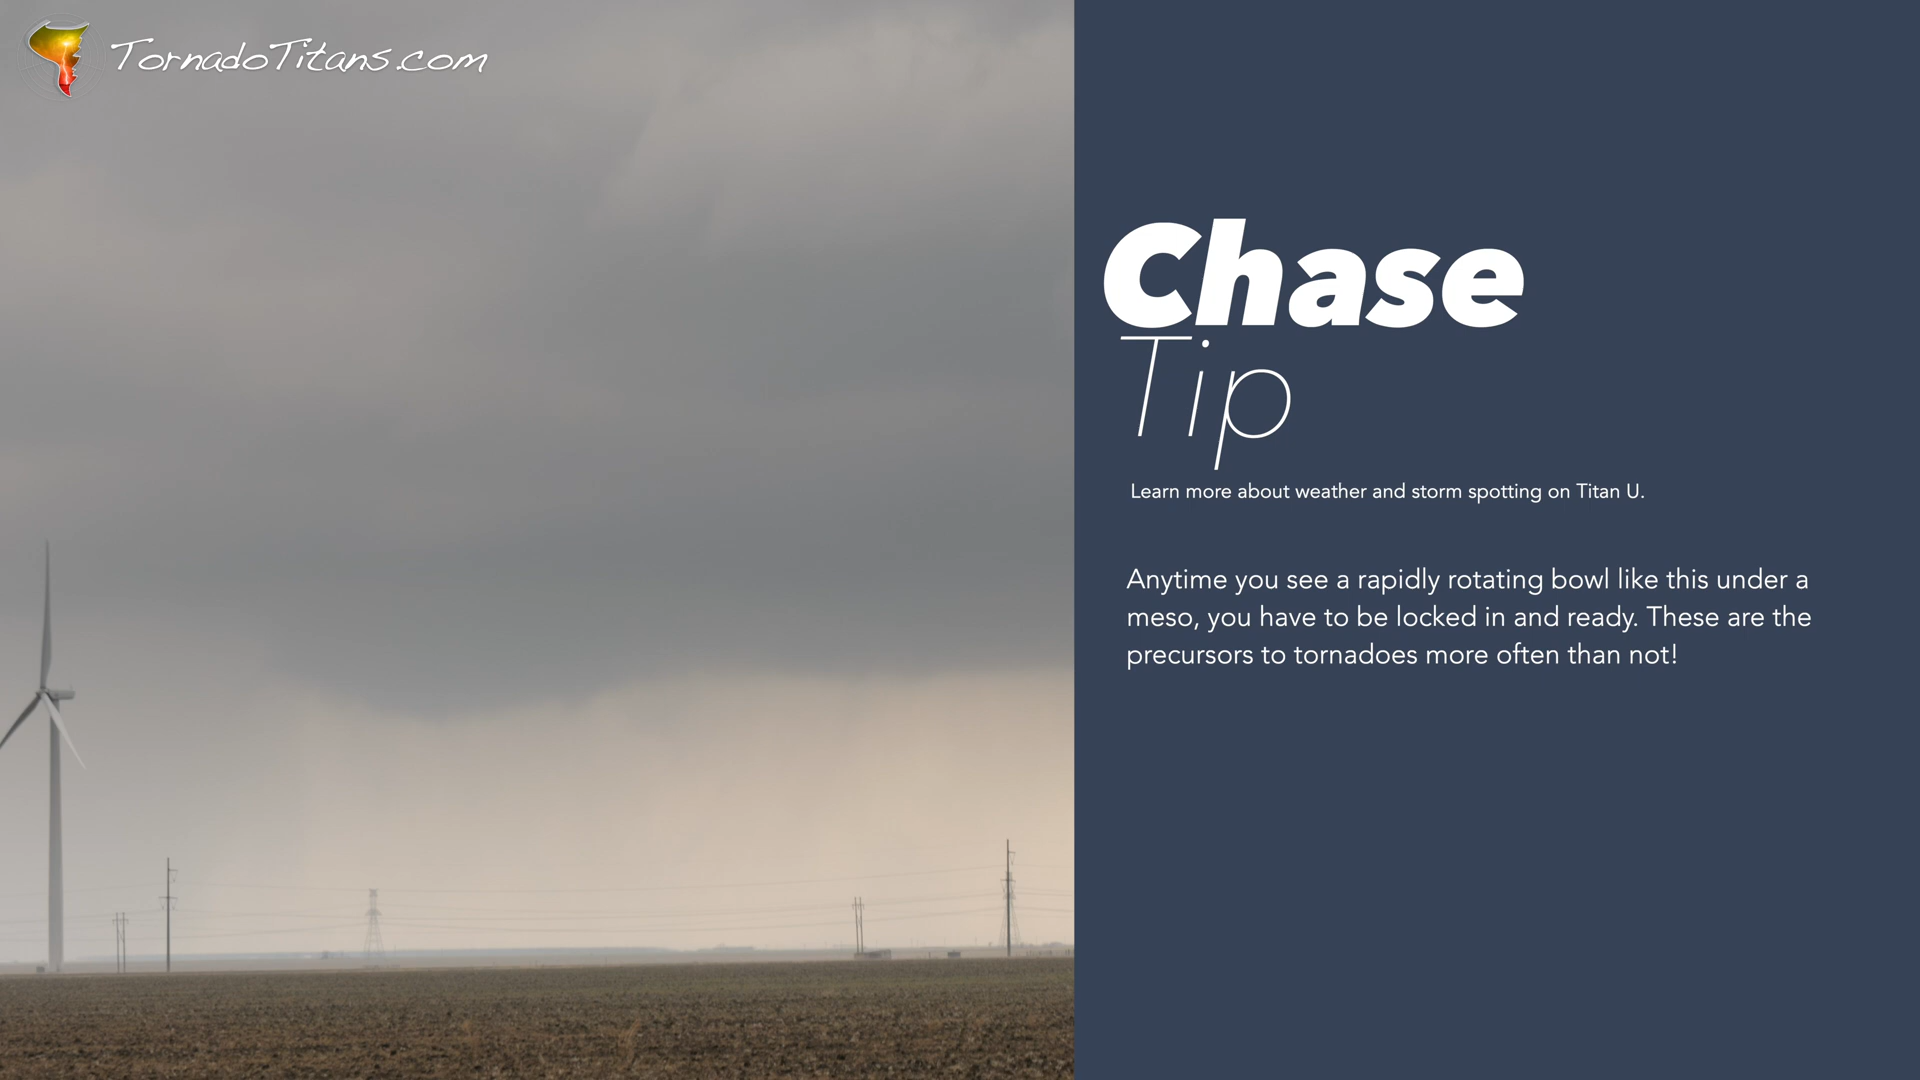 TornadoTitans.com
Chase
Tip
Learn more about weather and storm spotting on Titan U.
Anytime you see a rapidly rotating bowl like this under a
meso, you have to be locked in and ready. These are the
precursors to tornadoes more often than not!